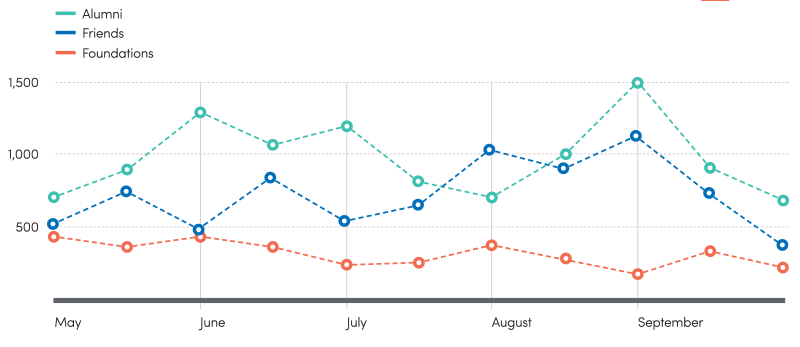 Alumni
Friends
Foundations
1,500
1,000
500
May June July August September